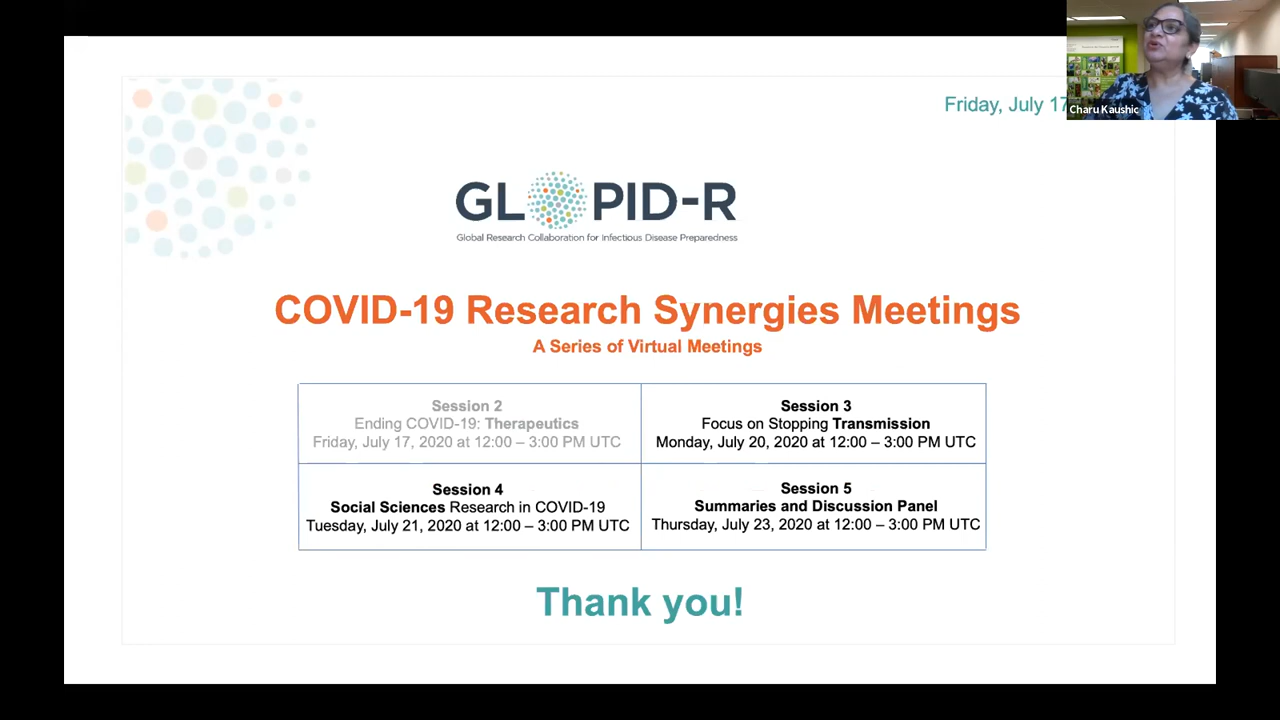 Friday, July 17
Charu Kaushic
GLOPID-R
Global Research Collaboration for Infectious Disease Preparedness
COVID-19 Research Synergies Meetings
A Series of Virtual Meetings
Session 2
Ending COVID-19: Therapeutics
Friday, July 17, 2020 at 12:00 – 3:00 PM UTC
Session 3
Focus on Stopping Transmission
Monday, July 20, 2020 at 12:00 – 3:00 PM UTC
Session 4
Social Sciences Research in COVID-19
Tuesday, July 21, 2020 at 12:00 – 3:00 PM UTC
Session 5
Summaries and Discussion Panel
Thursday, July 23, 2020 at 12:00 – 3:00 PM UTC
Thank you!